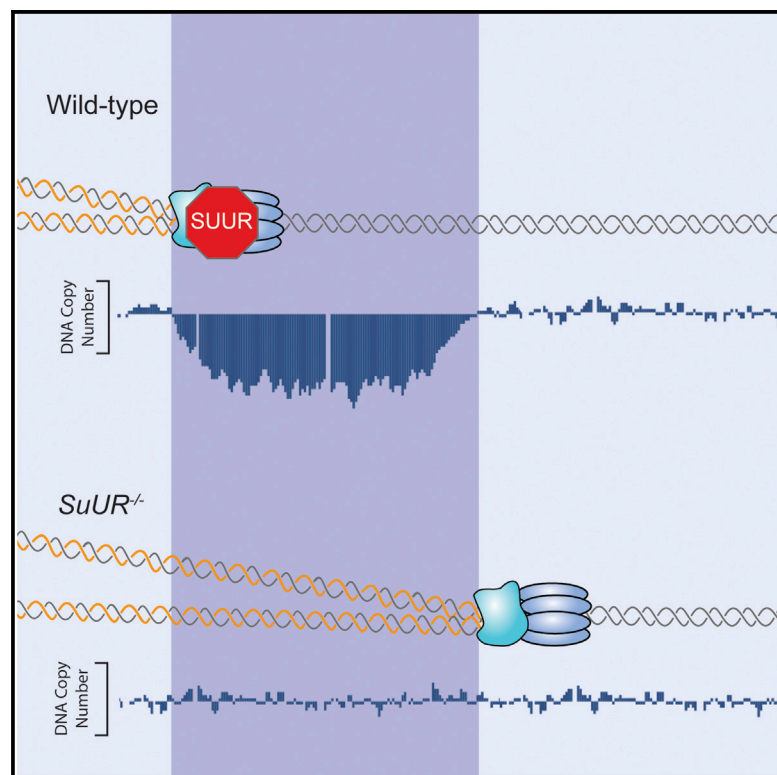 Wild-type
SUUR
DNA Copy
Number
SuUR-/-
DNA Copy
Number